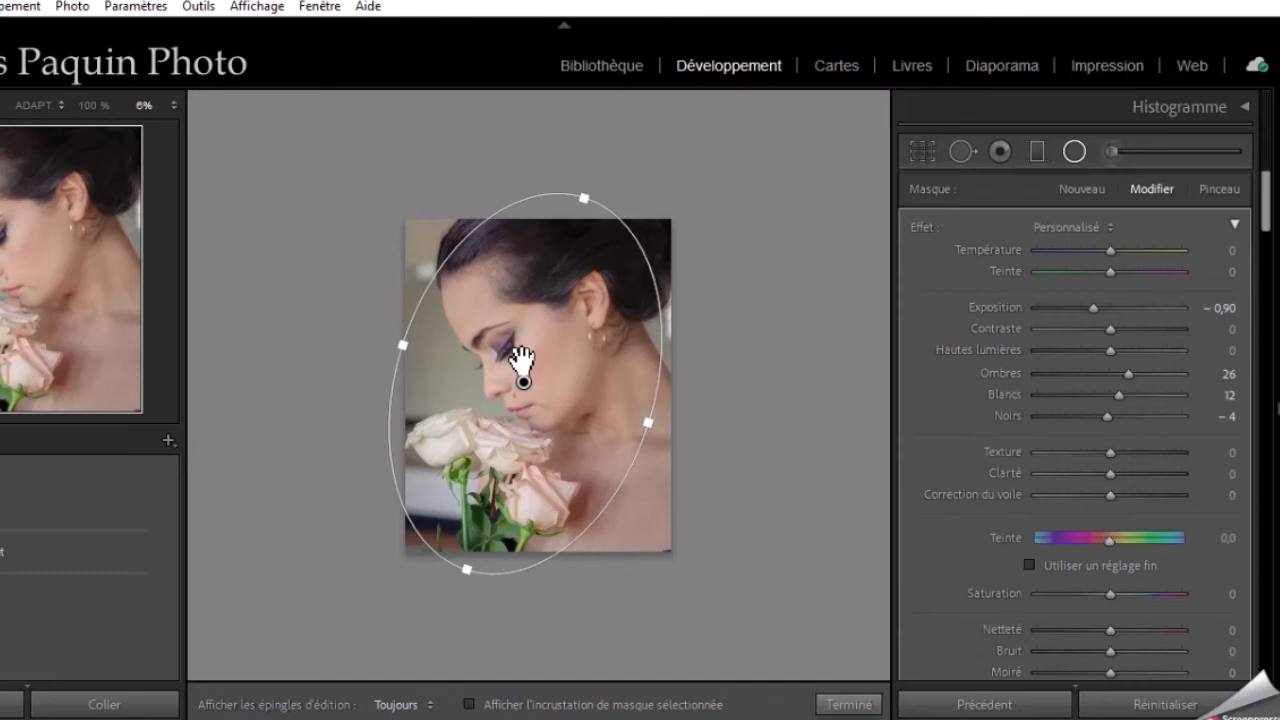 pement Photo Paramètres Outils Affichage Fenêtre Aide
s Paquin Photo
Bibliothèque | Développement | Cartes | Livres | Diaporama | Impression | Web |
ADAPT. 100 % 6%
Histogramme
Masque : Nouveau Modifier Pinceau
Effet : Personnalisé
Température 0
Teinte 0
Exposition – 0,90
Contraste 0
Hautes lumières 0
Ombres 26
Blancs 12
Noirs – 4
Texture 0
Clarté 0
Correction du voile 0
Teinte 0,0
Utiliser un réglage fin
Saturation 0
Netteté 0
Bruit 0
Moiré 0
t
Coller
Afficher les épingles d'édition : Toujours Afficher l'incrustation de masque sélectionnée Terminé
Précédent Réinitialiser